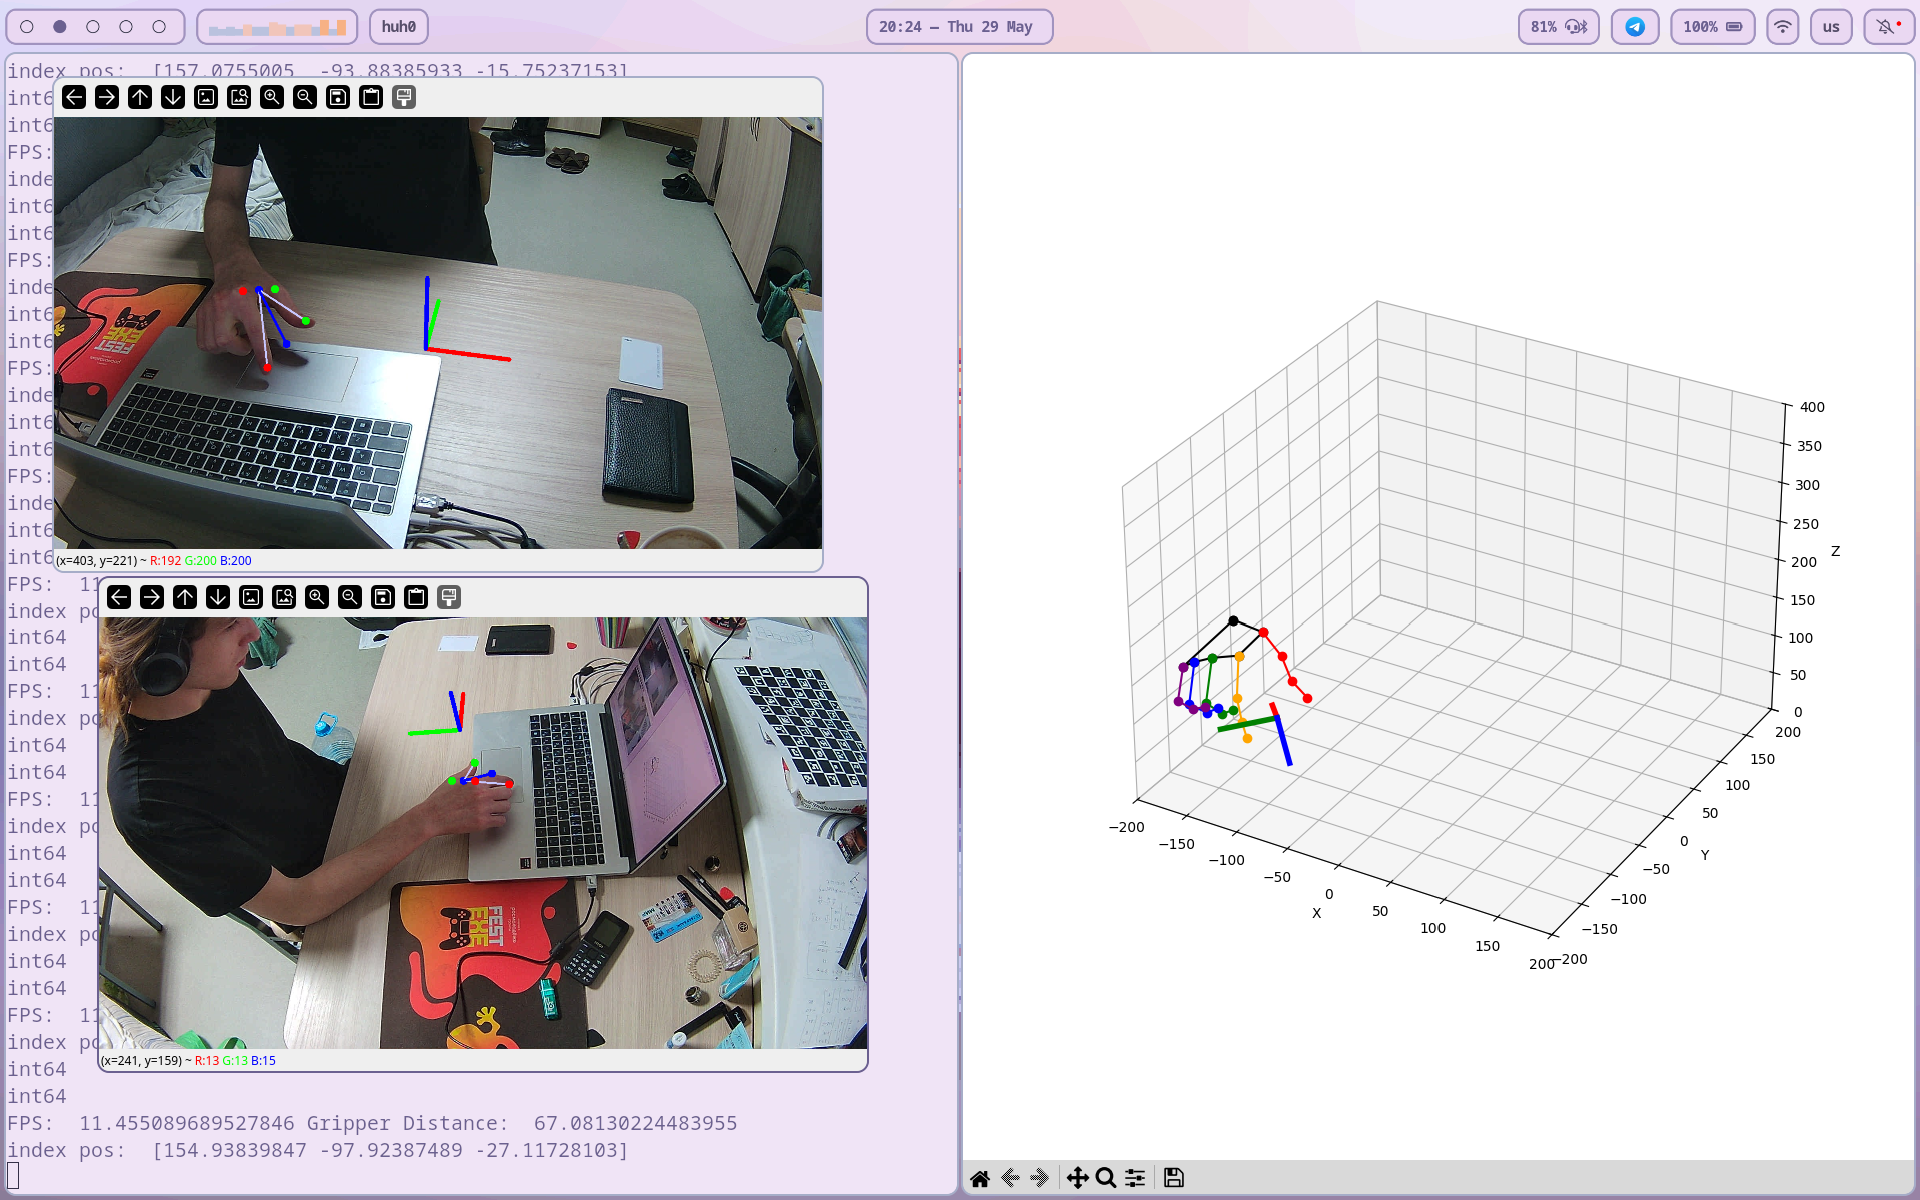 huh0
20:24 — Thu 29 May
81%
100%
us
index pos:  [157.0755005  -93.88385933 -15.75237153]
int6
int6
FPS:
inde
int6
int6
FPS:
inde
int6
int6
FPS:
inde
int6
int6
FPS:
inde
int6
int6
FPS:  11
index po
int64
int64
FPS:  11
index po
int64
int64
FPS:  11
index po
int64
int64
FPS:  11
index po
int64
int64
FPS:  11
index po
int64
int64
FPS:  11.455089689527846 Gripper Distance:  67.08130224483955
index pos:  [154.93839847 -97.92387489 -27.11728103]
FEST
EXE
(x=403, y=221) ~ R:192 G:200 B:200
FEST
EXE
(x=241, y=159) ~ R:13 G:13 B:15
400
350
300
250
200
150
100
50
0
Z
200
150
100
50
0
−50
−100
−150
−200
Y
−200
−150
−100
−50
0
50
100
150
200
X